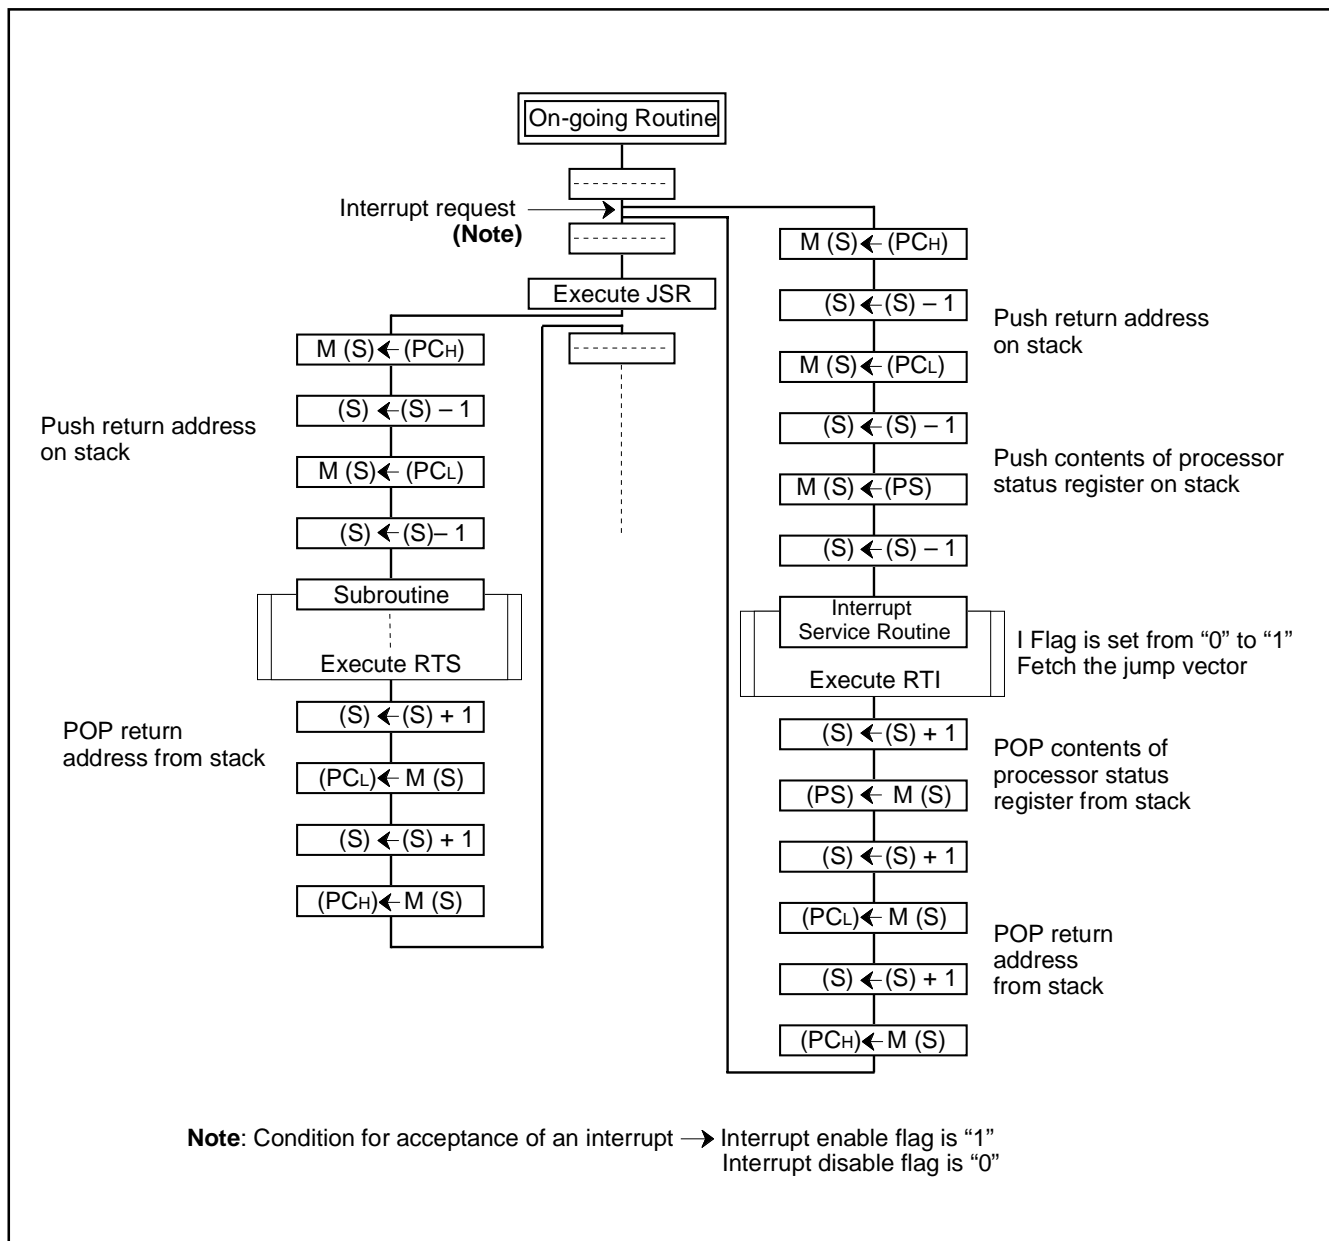 On-going Routine
Interrupt request
(Note)
Execute JSR
M (S) ← (PCH)
(S) ← (S) – 1
M (S) ← (PCL)
(S) ← (S)– 1
Push return address
on stack
Subroutine
Execute RTS
POP return
address from stack
(S) ← (S) + 1
(PCL) ← M (S)
(S) ← (S) + 1
(PCH) ← M (S)
M (S) ← (PCH)
(S) ← (S) – 1
M (S) ← (PCL)
(S) ← (S) – 1
M (S) ← (PS)
(S) ← (S) – 1
Push return address
on stack
Push contents of processor
status register on stack
Interrupt
Service Routine
Execute RTI
I Flag is set from “0” to “1”
Fetch the jump vector
(S) ← (S) + 1
(PS) ← M (S)
(S) ← (S) + 1
(PCL) ← M (S)
(S) ← (S) + 1
(PCH) ← M (S)
POP contents of
processor status
register from stack
POP return
address
from stack
Note: Condition for acceptance of an interrupt → Interrupt enable flag is “1”
Interrupt disable flag is “0”